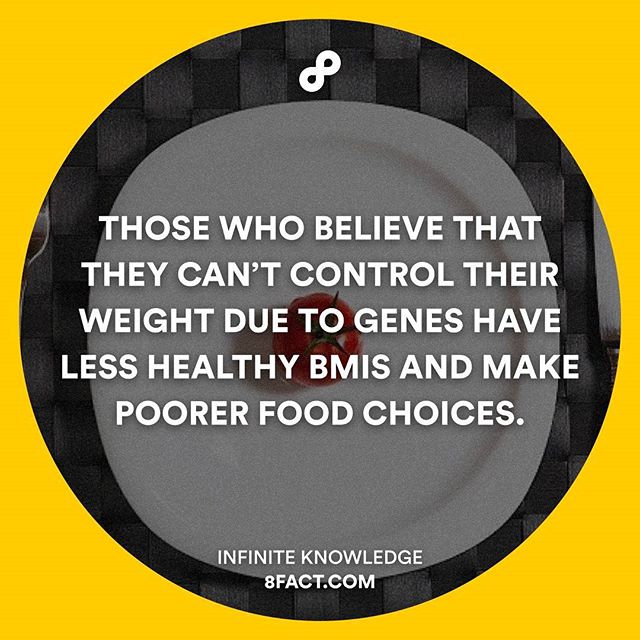 THOSE WHO BELIEVE THAT
THEY CAN'T CONTROL THEIR
WEIGHT DUE TO GENES HAVE
LESS HEALTHY BMIS AND MAKE
POORER FOOD CHOICES.
INFINITE KNOWLEDGE
8FACT.COM